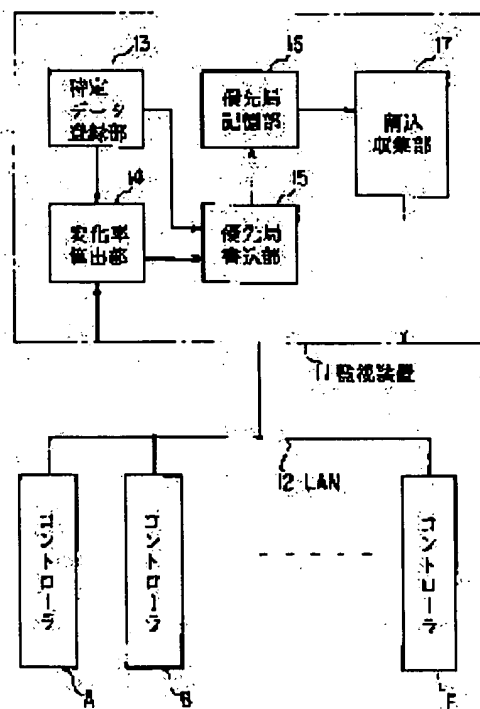 13
特定
データ
登録部
16
優先局
記憶部
17
割込
収集部
14
変化率
算出部
15
優先局
書込部
11 監視装置
12 LAN
コントローラ
A
コントローラ
B
コントローラ
F